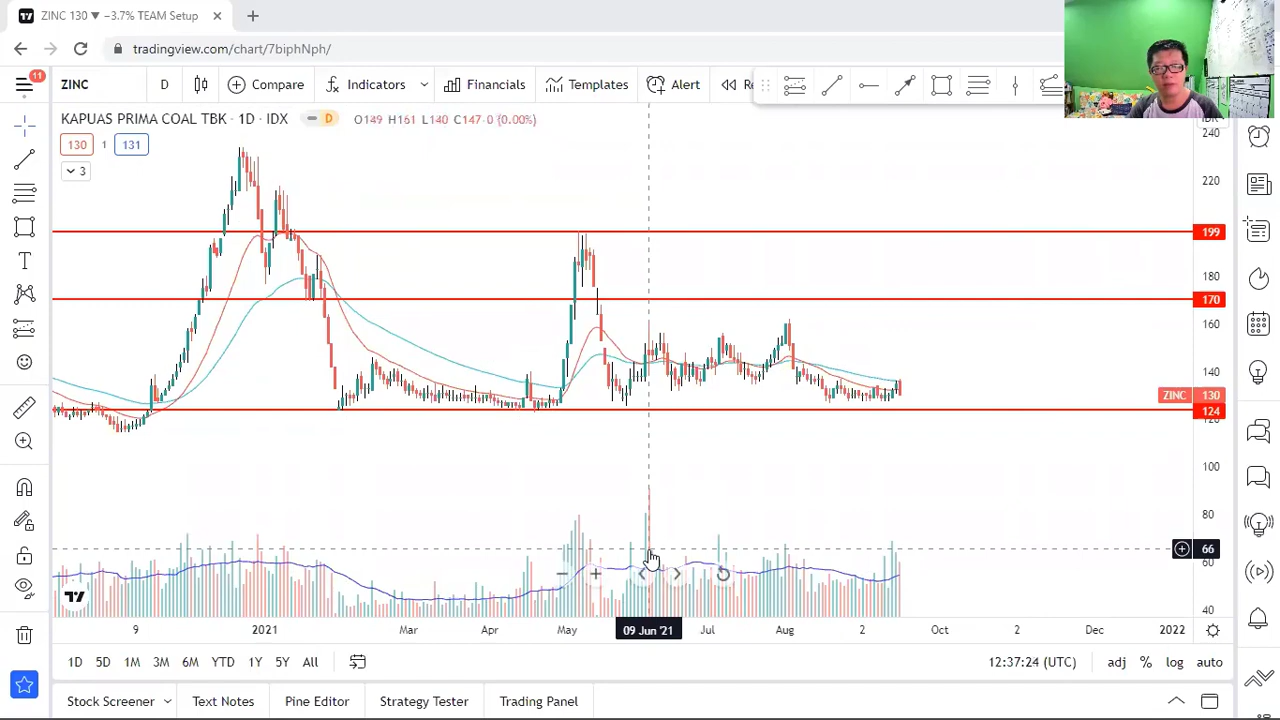 ZINC 130 ▼ −3.7% TEAM Setup
tradingview.com/chart/7biphNph/
11
ZINC
D
Compare
Indicators
Financials
Templates
Alert
Re
KAPUAS PRIMA COAL TBK · 1D · IDX
D
O149 H161 L140 C147 0 (0.00%)
130
1
131
3
240
220
199
180
170
160
140
ZINC 130
124
120
100
80
66
60
40
9
2021
Mar
Apr
May
09 Jun '21
Jul
Aug
2
Oct
2
Dec
2022
1D
5D
1M
3M
6M
YTD
1Y
5Y
All
12:37:24 (UTC)
adj
%
log
auto
Stock Screener
Text Notes
Pine Editor
Strategy Tester
Trading Panel